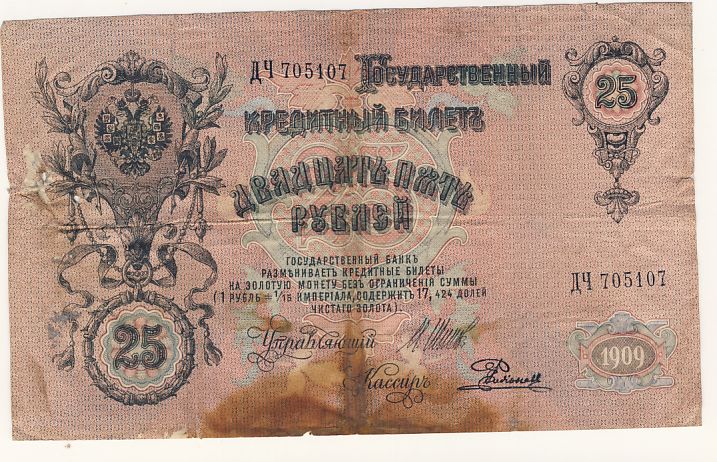 ДЧ 705107 Государственный
25
Кредитный Билетъ
Двадцать пять
рублей
ГОСУДАРСТВЕННЫЙ БАНКЪ
РАЗМѢНИВАЕТЪ КРЕДИТНЫЕ БИЛЕТЫ
НА ЗОЛОТУЮ МОНЕТУ БЕЗЪ ОГРАНИЧЕНІЯ СУММЫ
(1 РУБЛЬ = 1/15 ИМПЕРІАЛА, СОДЕРЖИТЪ 17,424 ДОЛЕЙ
ЧИСТАГО ЗОЛОТА).
ДЧ 705107
25
Управляющій
1909
Кассиръ